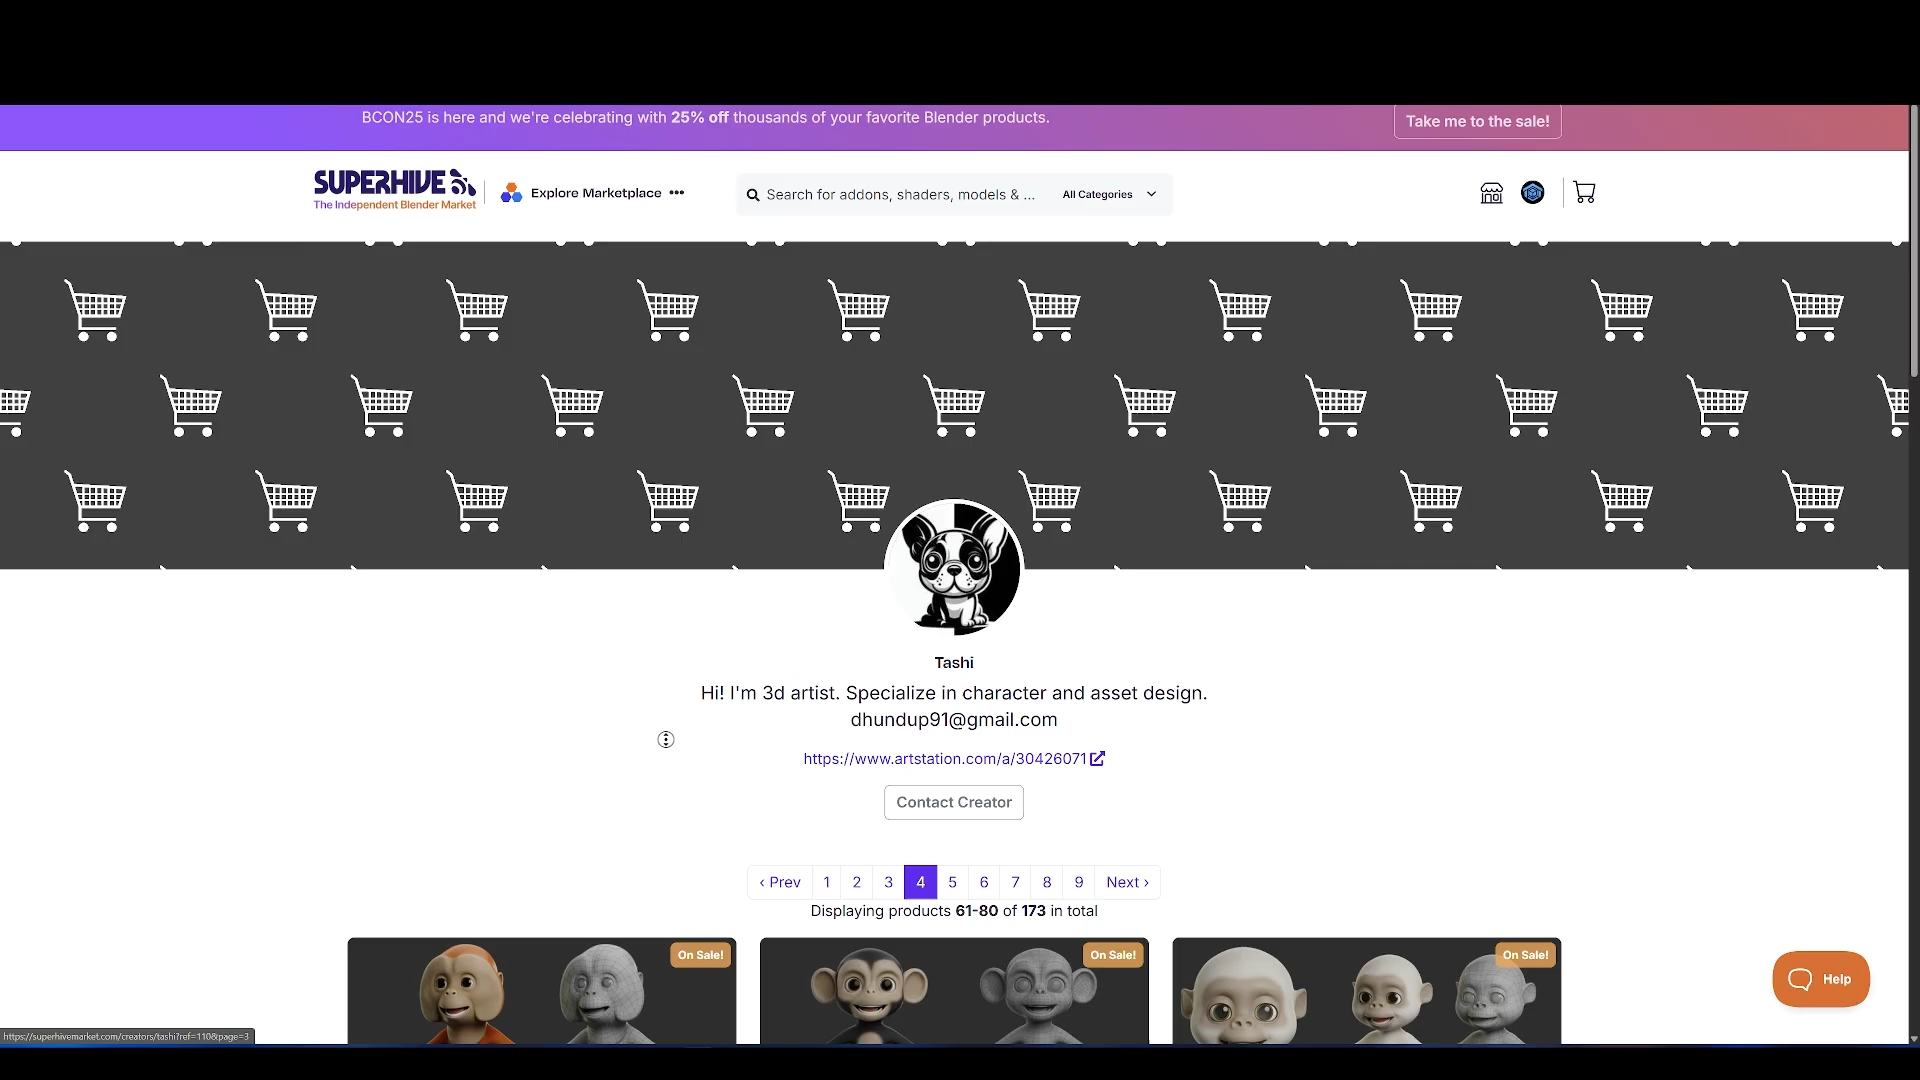 BCON25 is here and we're celebrating with 25% off thousands of your favorite Blender products.
Take me to the sale!
SUPERHIVE
The Independent Blender Market
Explore Marketplace •••
Search for addons, shaders, models & ...
All Categories
Tashi
Hi! I'm 3d artist. Specialize in character and asset design.
dhundup91@gmail.com
https://www.artstation.com/a/30426071
Contact Creator
‹ Prev 1 2 3 4 5 6 7 8 9 Next ›
Displaying products 61-80 of 173 in total
On Sale!
On Sale!
On Sale!
Help
https://superhivemarket.com/creators/tashi?ref=110&page=3